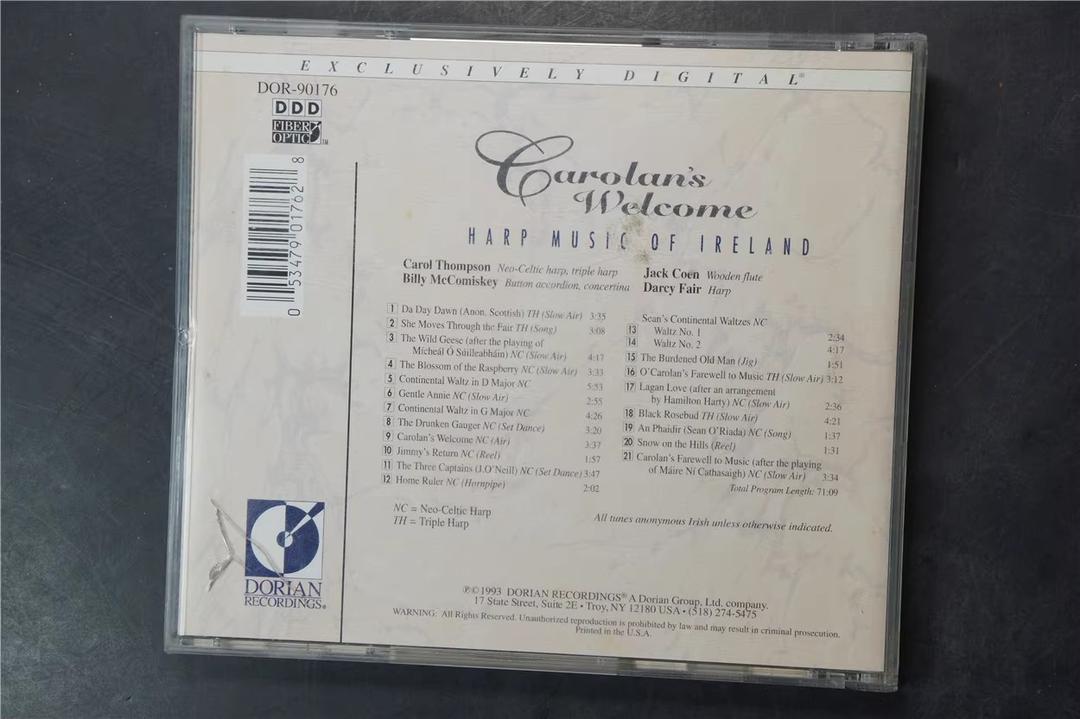 EXCLUSIVELY DIGITAL®
DOR-90176
DDD
FIBER
OPTIC™
0 53479 01762 8
Carolan's
Welcome
HARP MUSIC OF IRELAND
Carol Thompson Neo-Celtic harp, triple harp
Billy McComiskey Button accordion, concertina
Jack Coen Wooden flute
Darcy Fair Harp
1 Da Day Dawn (Anon. Scottish) TH (Slow Air) 3:35
2 She Moves Through the Fair TH (Song) 3:08
3 The Wild Geese (after the playing of
Mícheál Ó Súilleabháin) NC (Slow Air) 4:17
4 The Blossom of the Raspberry NC (Slow Air) 3:33
5 Continental Waltz in D Major NC 5:53
6 Gentle Annie NC (Slow Air) 2:55
7 Continental Waltz in G Major NC 4:26
8 The Drunken Gauger NC (Set Dance) 3:20
9 Carolan's Welcome NC (Air) 3:37
10 Jimmy's Return NC (Reel) 1:57
11 The Three Captains (J.O'Neill) NC (Set Dance) 3:47
12 Home Ruler NC (Hornpipe) 2:02
Sean's Continental Waltzes NC
13 Waltz No. 1 2:34
14 Waltz No. 2 4:17
15 The Burdened Old Man (Jig) 1:51
16 O'Carolan's Farewell to Music TH (Slow Air) 3:12
17 Lagan Love (after an arrangement
by Hamilton Harty) NC (Slow Air) 2:36
18 Black Rosebud TH (Slow Air) 4:21
19 An Phaidir (Sean O'Riada) NC (Song) 1:37
20 Snow on the Hills (Reel) 1:31
21 Carolan's Farewell to Music (after the playing
of Máire Ní Cathasaigh) NC (Slow Air) 3:34
Total Program Length: 71:09
NC = Neo-Celtic Harp
TH = Triple Harp
All tunes anonymous Irish unless otherwise indicated.
DORIAN
RECORDINGS®
℗©1993 DORIAN RECORDINGS® A Dorian Group, Ltd. company.
17 State Street, Suite 2E • Troy, NY 12180 USA • (518) 274-5475
WARNING: All Rights Reserved. Unauthorized reproduction is prohibited by law and may result in criminal prosecution.
Printed in the U.S.A.